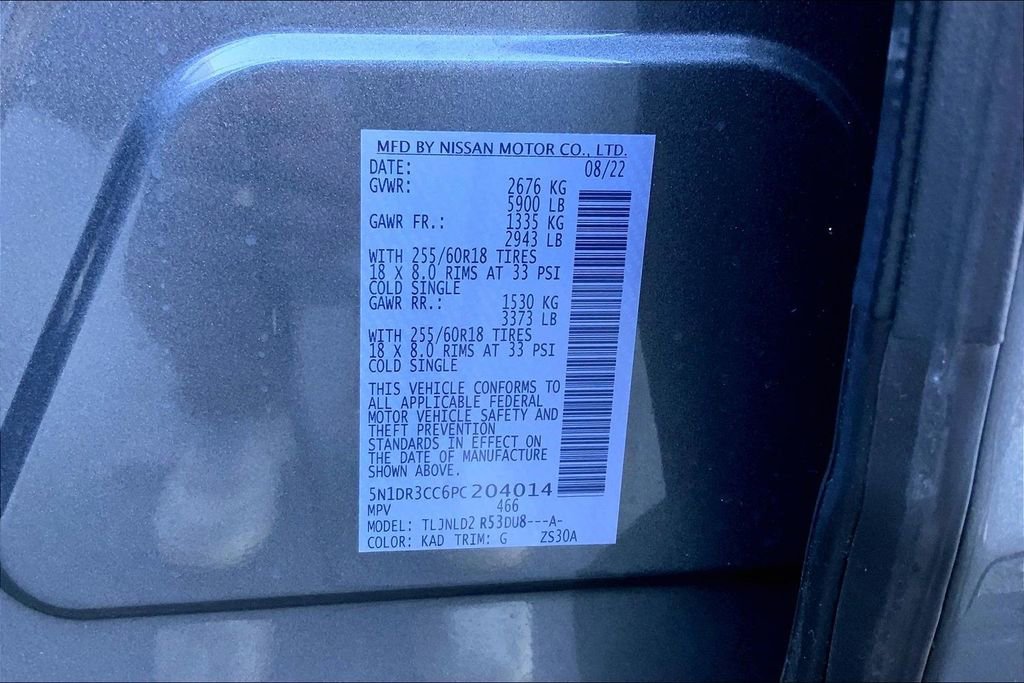 MFD BY NISSAN MOTOR CO., LTD.
DATE: 08/22
GVWR: 2676 KG
5900 LB
GAWR FR.: 1335 KG
2943 LB
WITH 255/60R18 TIRES
18 X 8.0 RIMS AT 33 PSI
COLD SINGLE
GAWR RR.: 1530 KG
3373 LB
WITH 255/60R18 TIRES
18 X 8.0 RIMS AT 33 PSI
COLD SINGLE
THIS VEHICLE CONFORMS TO
ALL APPLICABLE FEDERAL
MOTOR VEHICLE SAFETY AND
THEFT PREVENTION
STANDARDS IN EFFECT ON
THE DATE OF MANUFACTURE
SHOWN ABOVE.
5N1DR3CC6PC204014
MPV 466
MODEL: TLJNLD2 R53DU8---A-
COLOR: KAD TRIM: G ZS30A